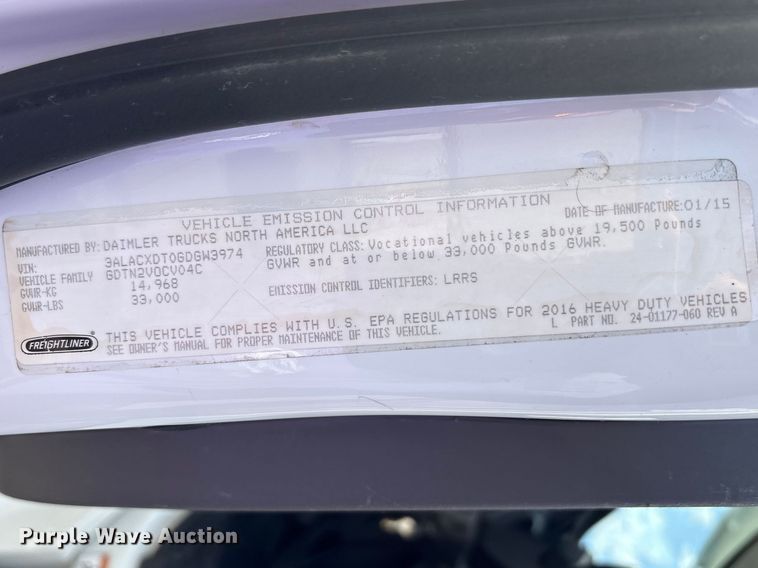 VEHICLE EMISSION CONTROL INFORMATION
DATE OF MANUFACTURE:01/15
MANUFACTURED BY: DAIMLER TRUCKS NORTH AMERICA LLC
VIN: 3ALACXDT0GDGW3974
VEHICLE FAMILY GDTN2VOCV04C
GVWR-KG 14,968
GVWR-LBS 33,000
REGULATORY CLASS: Vocational vehicles above 19,500 Pounds
GVWR and at or below 33,000 Pounds GVWR.
EMISSION CONTROL IDENTIFIERS: LRRS
FREIGHTLINER
THIS VEHICLE COMPLIES WITH U.S. EPA REGULATIONS FOR 2016 HEAVY DUTY VEHICLES
SEE OWNER'S MANUAL FOR PROPER MAINTENANCE OF THIS VEHICLE.
L PART NO. 24-01177-060 REV A
Purple Wave Auction